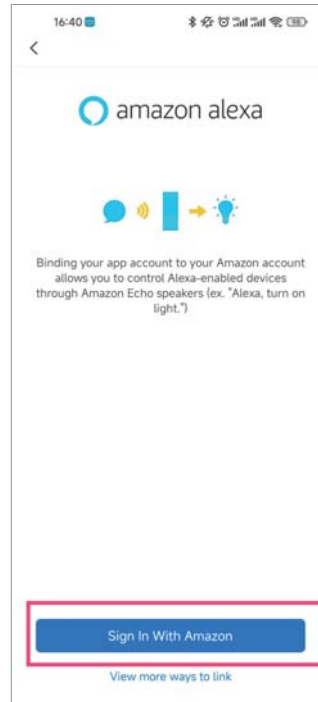 16:40
amazon alexa
Binding your app account to your Amazon account
allows you to control Alexa-enabled devices
through Amazon Echo speakers (ex. "Alexa, turn on
light.")
Sign In With Amazon
View more ways to link